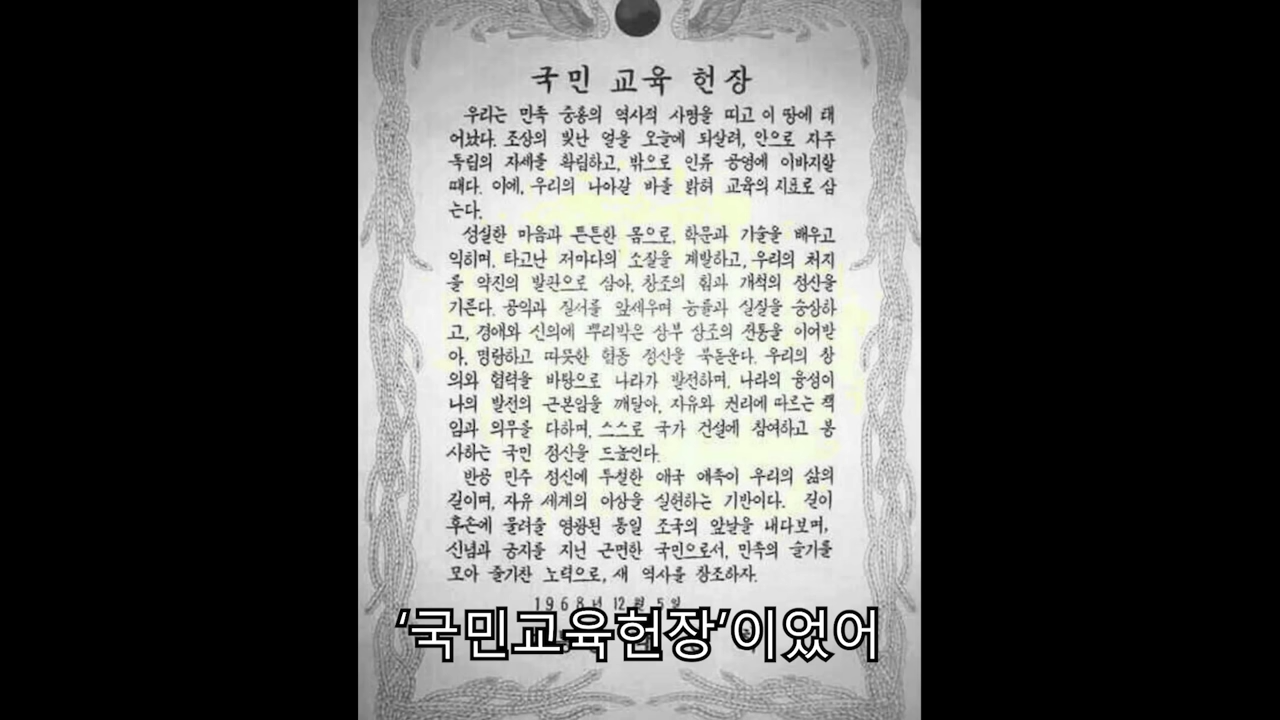 국민 교육 헌장
우리는 민족 중흥의 역사적 사명을 띠고 이 땅에 태
어났다. 조상의 빛난 얼을 오늘에 되살려, 안으로 자주
독립의 자세를 확립하고, 밖으로 인류 공영에 이바지할
때다. 이에, 우리의 나아갈 바를 밝혀 교육의 지표로 삼
는다.
성실한 마음과 튼튼한 몸으로, 학문과 기술을 배우고
익히며, 타고난 저마다의 소질을 계발하고, 우리의 처지
를 약진의 발판으로 삼아, 창조의 힘과 개척의 정신을
기른다. 공익과 질서를 앞세우며 능률과 실질을 숭상하
고, 경애와 신의에 뿌리박은 상부 상조의 전통을 이어받
아, 명랑하고 따뜻한 협동 정신을 북돋운다. 우리의 창
의와 협력을 바탕으로 나라가 발전하며, 나라의 융성이
나의 발전의 근본임을 깨달아, 자유와 권리에 따르는 책
임과 의무를 다하며, 스스로 국가 건설에 참여하고 봉
사하는 국민 정신을 드높인다.
반공 민주 정신에 투철한 애국 애족이 우리의 삶의
길이며, 자유 세계의 이상을 실현하는 기반이다. 길이
후손에 물려줄 영광된 통일 조국의 앞날을 내다보며,
신념과 긍지를 지닌 근면한 국민으로서, 민족의 슬기를
모아 줄기찬 노력으로, 새 역사를 창조하자.
1968년 12월 5일
‘국민교육헌장’이었어